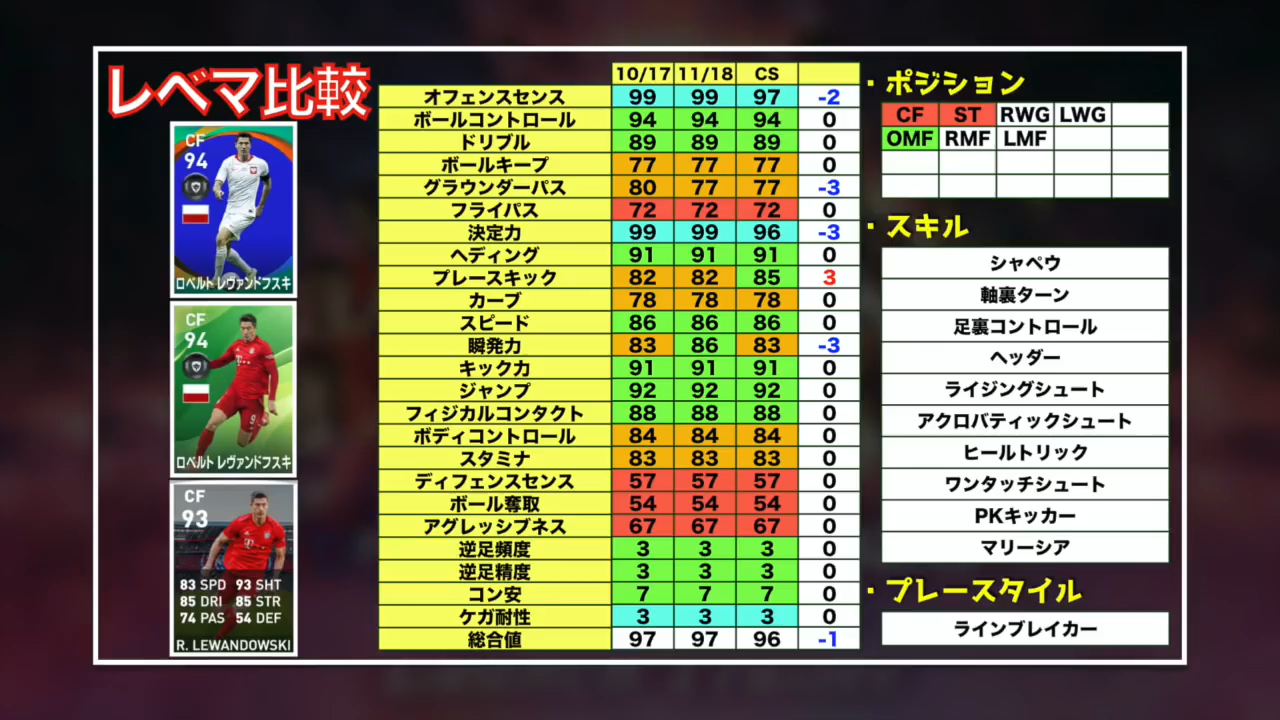 レベマ比較
CF
94
ロベルト レヴァンドフスキ
CF
94
ロベルト レヴァンドフスキ
CF
93
83 SPD 93 SHT
85 DRI 85 STR
74 PAS 54 DEF
R. LEWANDOWSKI
10/17 11/18 CS
オフェンスセンス 99 99 97 -2
ボールコントロール 94 94 94 0
ドリブル 89 89 89 0
ボールキープ 77 77 77 0
グラウンダーパス 80 77 77 -3
フライパス 72 72 72 0
決定力 99 99 96 -3
ヘディング 91 91 91 0
プレースキック 82 82 85 3
カーブ 78 78 78 0
スピード 86 86 86 0
瞬発力 83 86 83 -3
キック力 91 91 91 0
ジャンプ 92 92 92 0
フィジカルコンタクト 88 88 88 0
ボディコントロール 84 84 84 0
スタミナ 83 83 83 0
ディフェンスセンス 57 57 57 0
ボール奪取 54 54 54 0
アグレッシブネス 67 67 67 0
逆足頻度 3 3 3 0
逆足精度 3 3 3 0
コン安 7 7 7 0
ケガ耐性 3 3 3 0
総合値 97 97 96 -1
・ポジション
CF ST RWG LWG
OMF RMF LMF
・スキル
シャペウ
軸裏ターン
足裏コントロール
ヘッダー
ライジングシュート
アクロバティックシュート
ヒールトリック
ワンタッチシュート
PKキッカー
マリーシア
・プレースタイル
ラインブレイカー